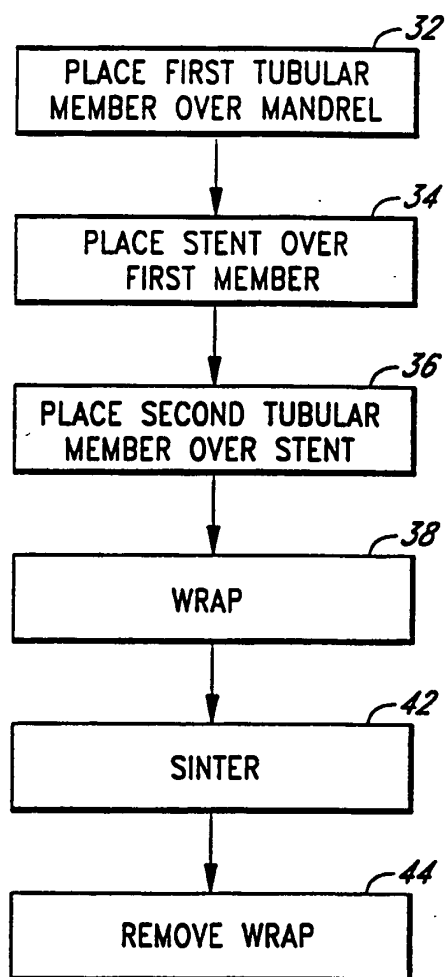 32
PLACE FIRST TUBULAR
MEMBER OVER MANDREL
34
PLACE STENT OVER
FIRST MEMBER
36
PLACE SECOND TUBULAR
MEMBER OVER STENT
38
WRAP
42
SINTER
44
REMOVE WRAP